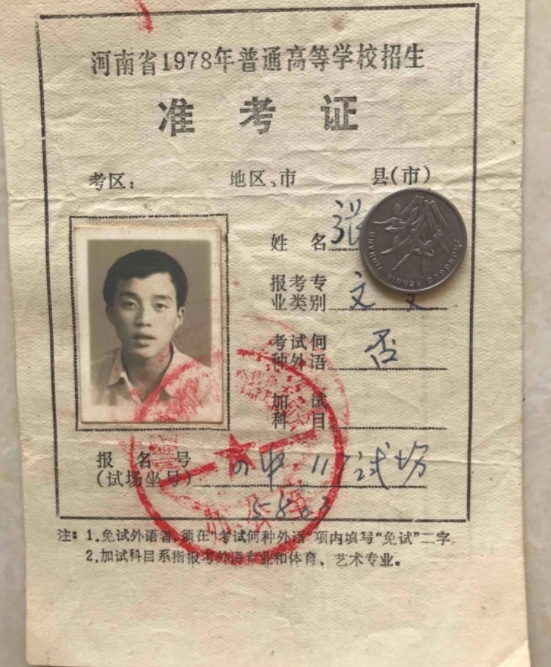 河南省1978年普通高等学校招生
准考证
考区： 地区、市 县（市）
姓名 张
报考专业类别 文
考试何种外语 否
加试科目
报名号
（试场坐号） 11 试场
注：1.免试外语者，须在“考试何种外语”项内填写“免试”二字。
2.加试科目系指报考外语专业和体育、艺术专业。